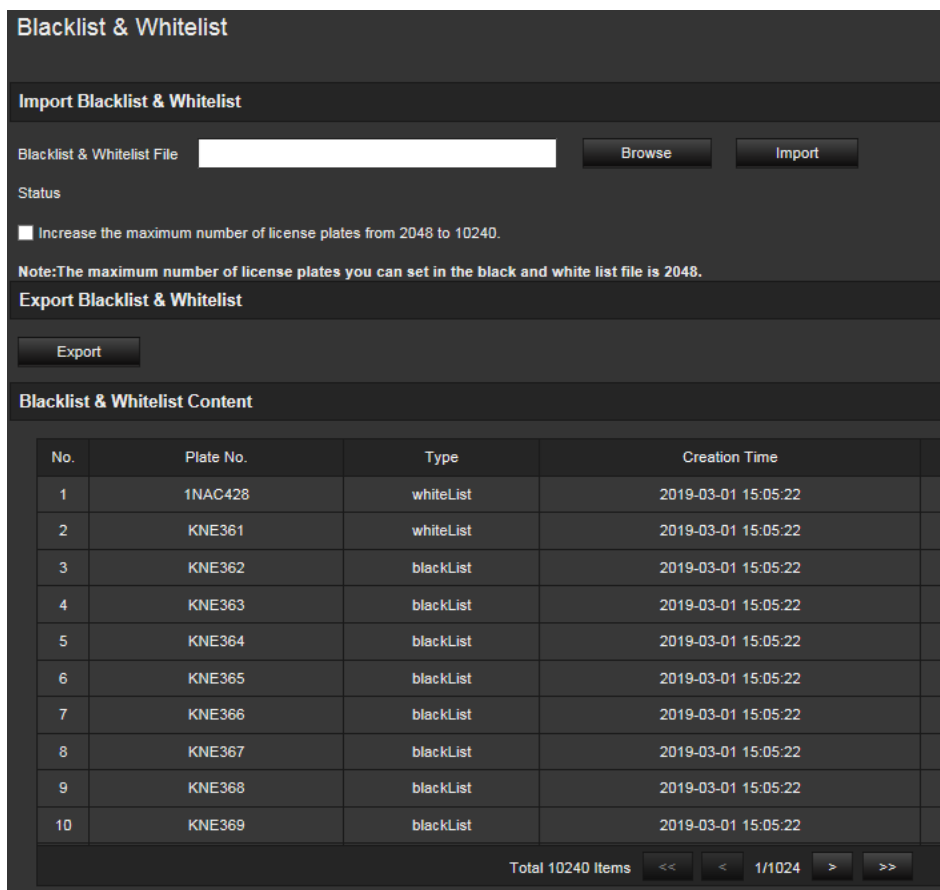 Blacklist & Whitelist
Import Blacklist & Whitelist
Blacklist & Whitelist File Browse Import
Status
Increase the maximum number of license plates from 2048 to 10240.
Note:The maximum number of license plates you can set in the black and white list file is 2048.
Export Blacklist & Whitelist
Export
Blacklist & Whitelist Content
No. Plate No. Type Creation Time
1 1NAC428 whiteList 2019-03-01 15:05:22
2 KNE361 whiteList 2019-03-01 15:05:22
3 KNE362 blackList 2019-03-01 15:05:22
4 KNE363 blackList 2019-03-01 15:05:22
5 KNE364 blackList 2019-03-01 15:05:22
6 KNE365 blackList 2019-03-01 15:05:22
7 KNE366 blackList 2019-03-01 15:05:22
8 KNE367 blackList 2019-03-01 15:05:22
9 KNE368 blackList 2019-03-01 15:05:22
10 KNE369 blackList 2019-03-01 15:05:22
Total 10240 Items << < 1/1024 > >>